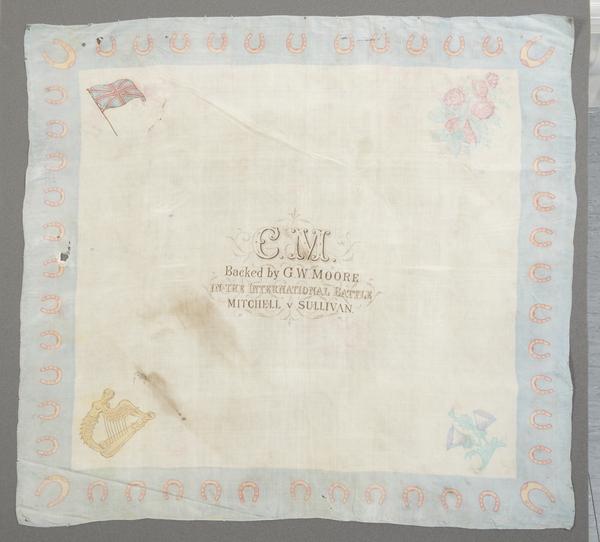 C.M.
Backed by G W MOORE
IN THE INTERNATIONAL BATTLE
MITCHELL v SULLIVAN.